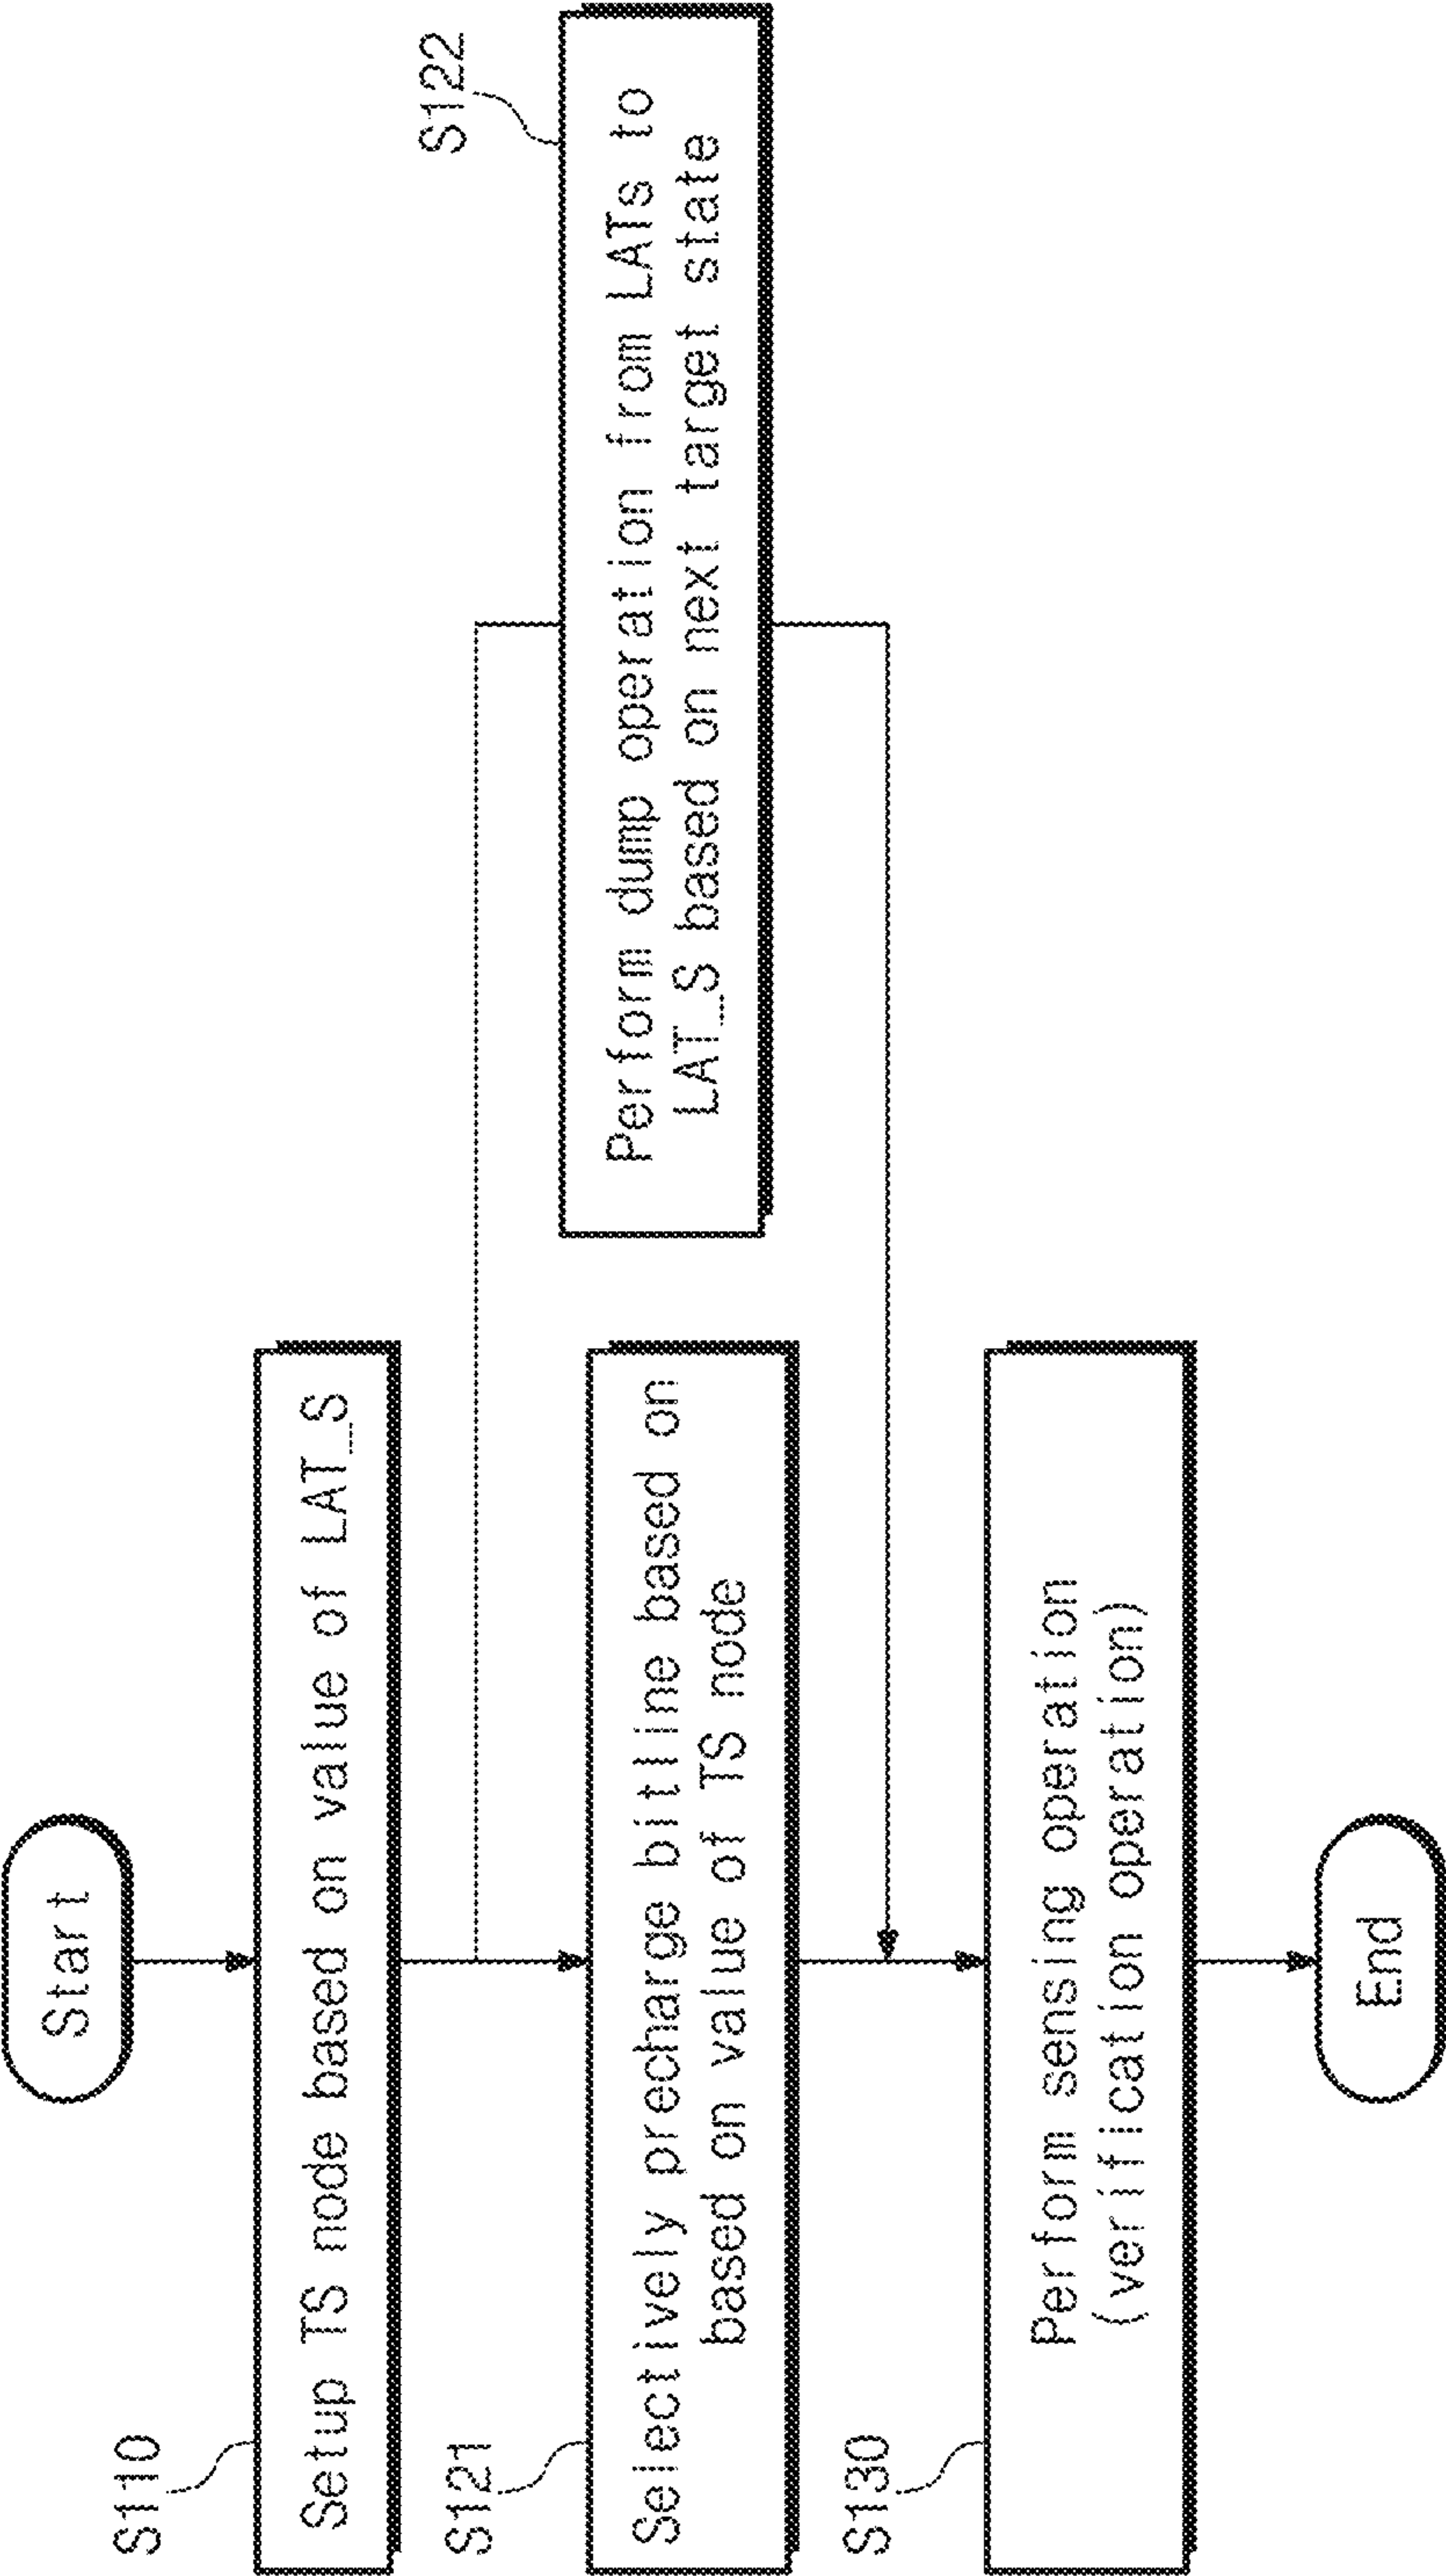 Start
S110
Setup TS node based on value of LAT_S
S121
Selectively precharge bitline based on
based on value of TS node
S122
Perform dump operation from LATs to
LAT_S based on next target state
S130
Perform sensing operation
(verification operation)
End